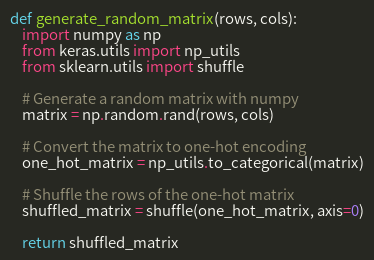 def generate_random_matrix(rows, cols):
import numpy as np
from keras.utils import np_utils
from sklearn.utils import shuffle
# Generate a random matrix with numpy
matrix = np.random.rand(rows, cols)
# Convert the matrix to one-hot encoding
one_hot_matrix = np_utils.to_categorical(matrix)
# Shuffle the rows of the one-hot matrix
shuffled_matrix = shuffle(one_hot_matrix, axis=0)
return shuffled_matrix